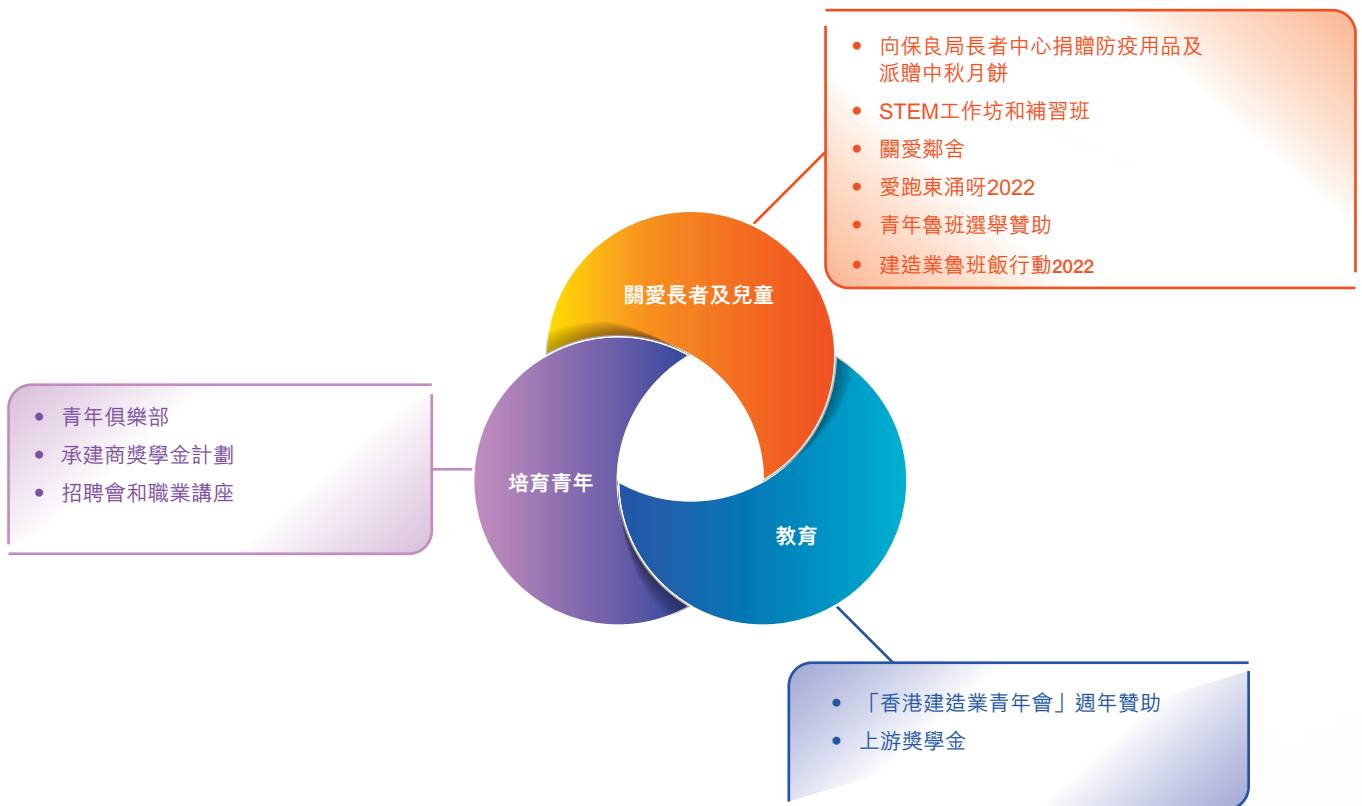 • 向保良局長者中心捐贈防疫用品及
派贈中秋月餅
• STEM工作坊和補習班
• 關愛鄰舍
• 愛跑東涌呀2022
• 青年魯班選舉贊助
• 建造業魯班飯行動2022
關愛長者及兒童
• 青年俱樂部
• 承建商獎學金計劃
• 招聘會和職業講座
培育青年
教育
• 「香港建造業青年會」週年贊助
• 上游獎學金